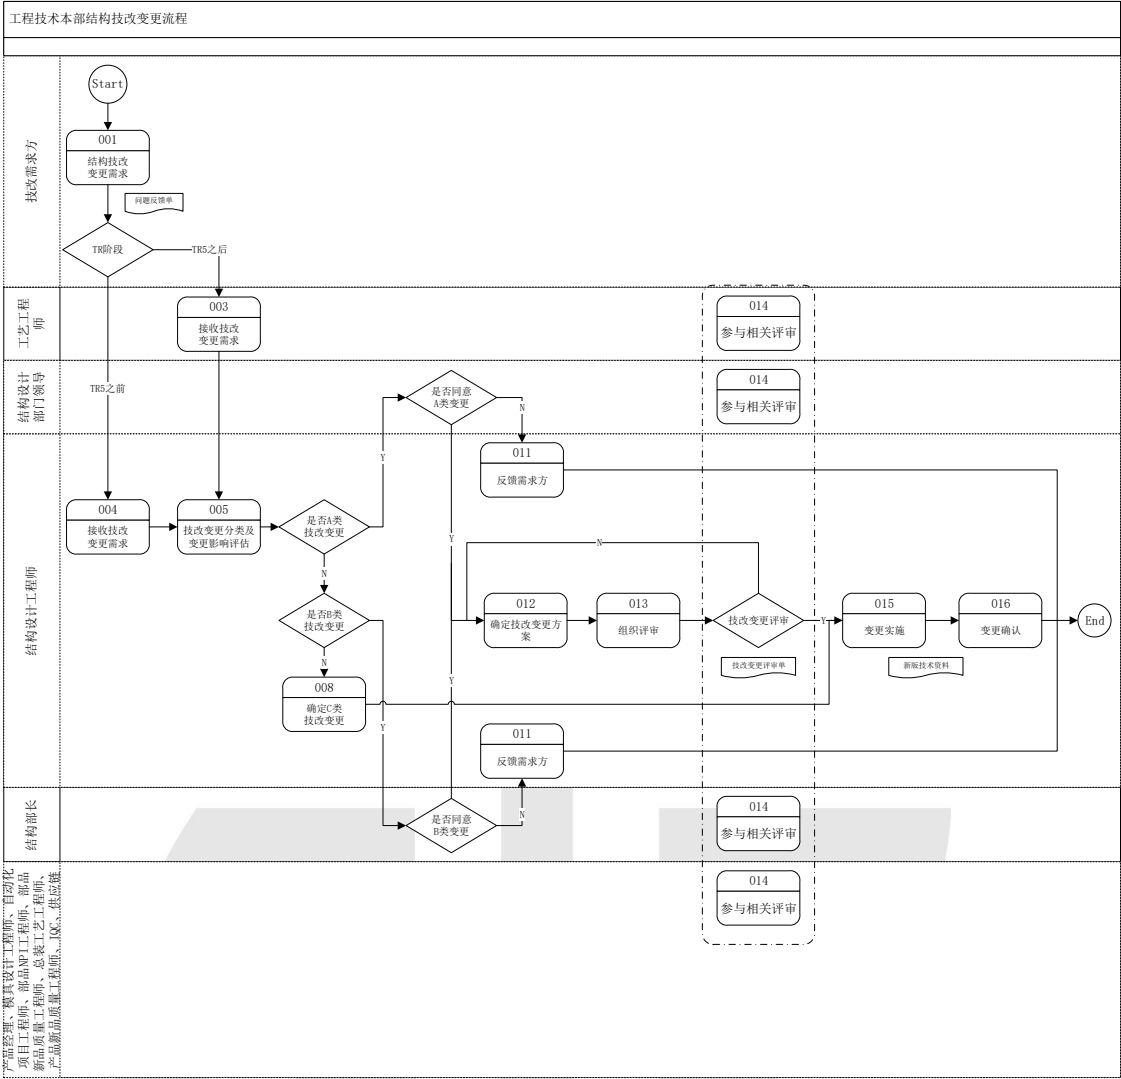 工程技术本部结构技改变更流程
技改需求方
Start
001
结构技改
变更需求
问题反馈单
TR阶段
TR5之后
工艺工程
师
003
接收技改
变更需求
014
参与相关评审
结构设计
部门领导
TR5之前
是否同意
A类变更
N
014
参与相关评审
结构设计工程师
Y
011
反馈需求方
004
接收技改
变更需求
005
技改变更分类及
变更影响评估
是否A类
技改变更
Y
N
N
是否B类
技改变更
012
确定技改变更方
案
013
组织评审
技改变更评审
Y
015
变更实施
016
变更确认
End
N
技改变更评审单
新版技术资料
008
确定C类
技改变更
Y
Y
011
反馈需求方
结构部长
是否同意
B类变更
N
014
参与相关评审
产品经理、模具设计工程师、自动化
项目工程师、部品NPI工程师、部品
新品质量工程师、总装工艺工程师、
产品新品质量工程师、IQC、供应链
014
参与相关评审